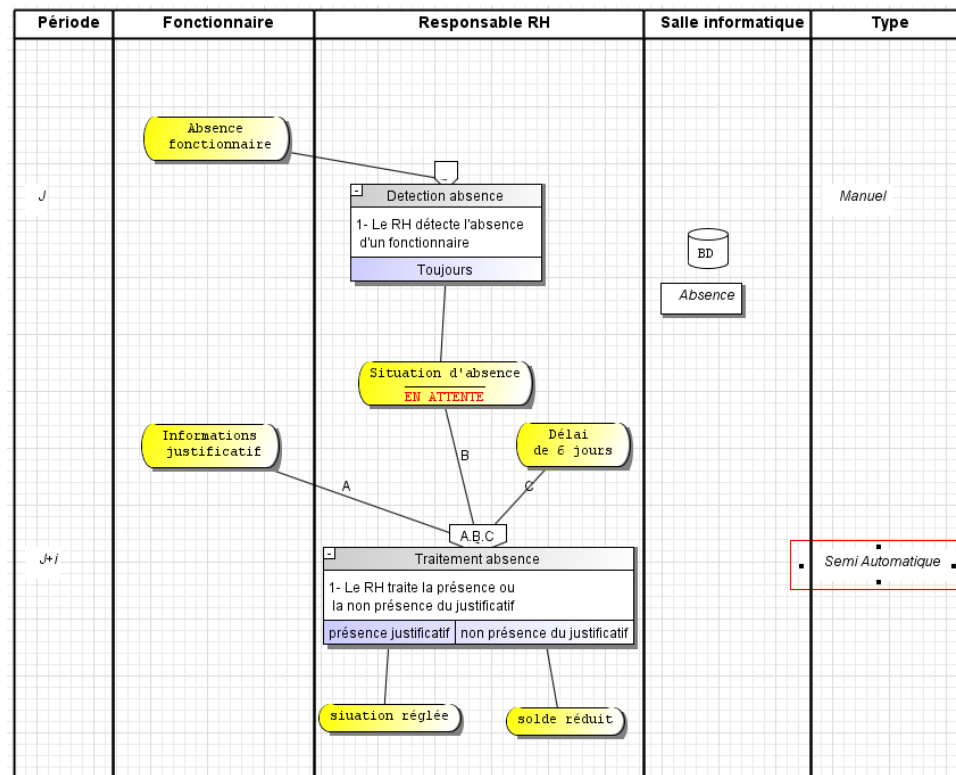 Période Fonctionnaire Responsable RH Salle informatique Type
Absence
fonctionnaire
J
Detection absence
Manuel
1- Le RH détecte l'absence
d'un fonctionnaire
Toujours
BD
Absence
Situation d'absence
EN ATTENTE
Informations
justificatif
Délai
de 6 jours
A
B
C
A.B.C
J+i
Traitement absence
Semi Automatique
1- Le RH traite la présence ou
la non présence du justificatif
présence justificatif non présence du justificatif
siuation réglée
solde réduit